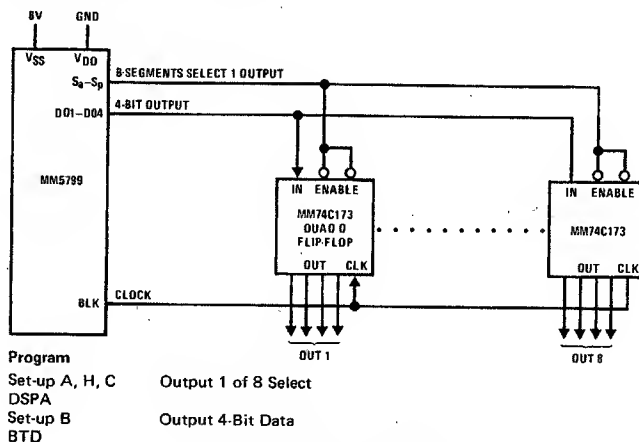 8V GND
VSS VDD
Sa–Sp 8-SEGMENTS SELECT 1 OUTPUT
DO1–DO4 4-BIT OUTPUT
MM5799
IN ENABLE
MM74C173
QUAD D
FLIP-FLOP
OUT CLK
IN ENABLE
MM74C173
OUT CLK
BLK CLOCK
OUT 1
OUT 8
Program
Set-up A, H, C Output 1 of 8 Select
DSPA
Set-up B Output 4-Bit Data
BTD